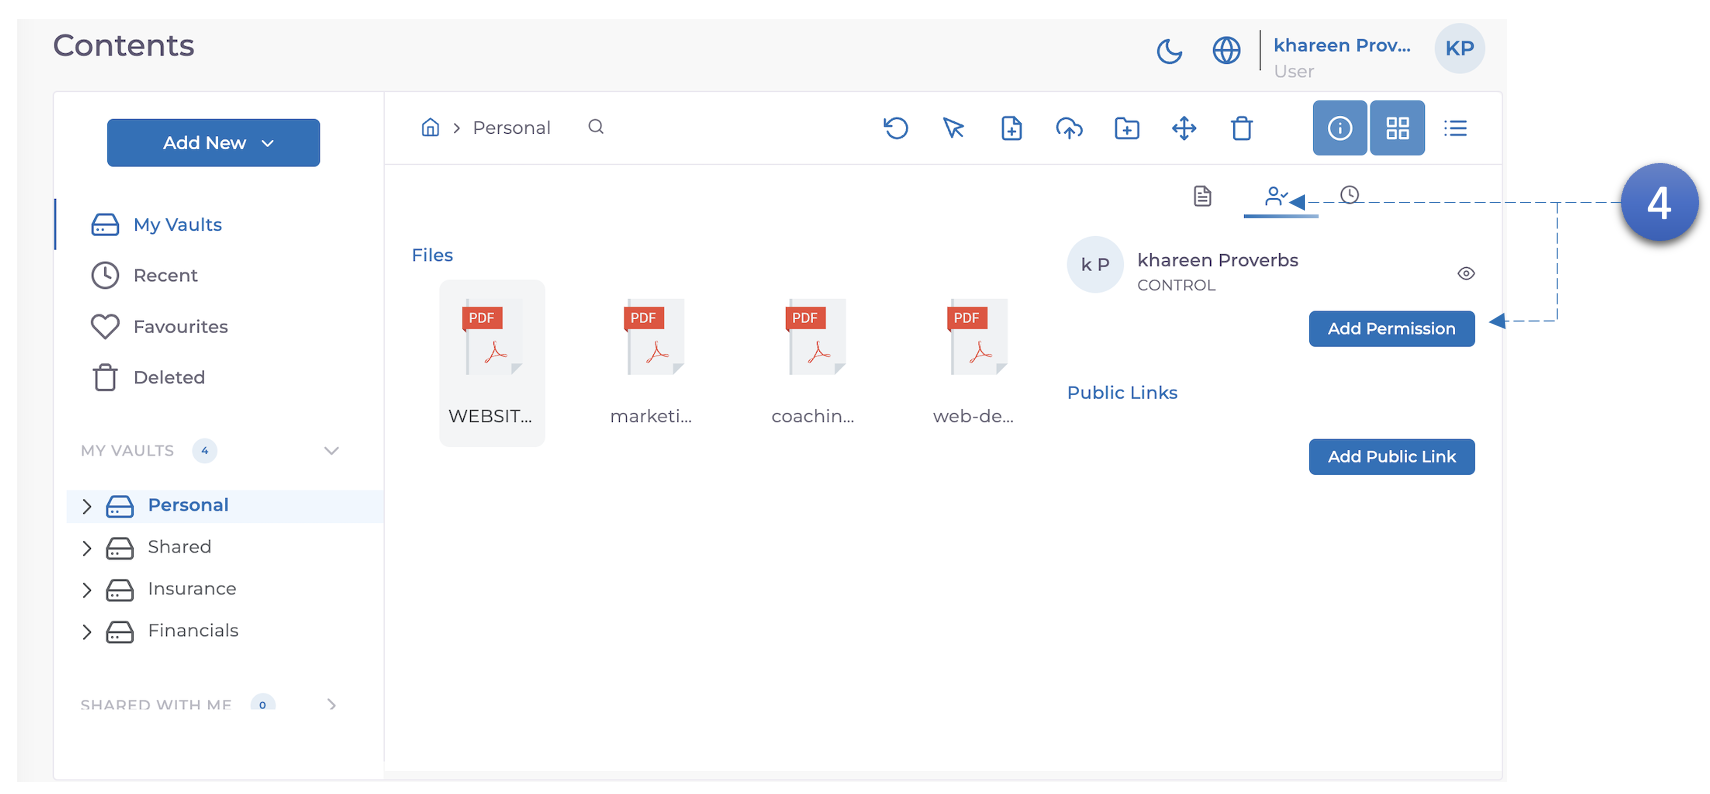 Contents
khareen Prov...
User
KP
Add New
Personal
My Vaults
Recent
Favourites
Deleted
MY VAULTS 4
Personal
Shared
Insurance
Financials
SHARED WITH ME 0
Files
PDF
WEBSIT...
PDF
marketi...
PDF
coachin...
PDF
web-de...
k P
khareen Proverbs
CONTROL
Add Permission
Public Links
Add Public Link
4